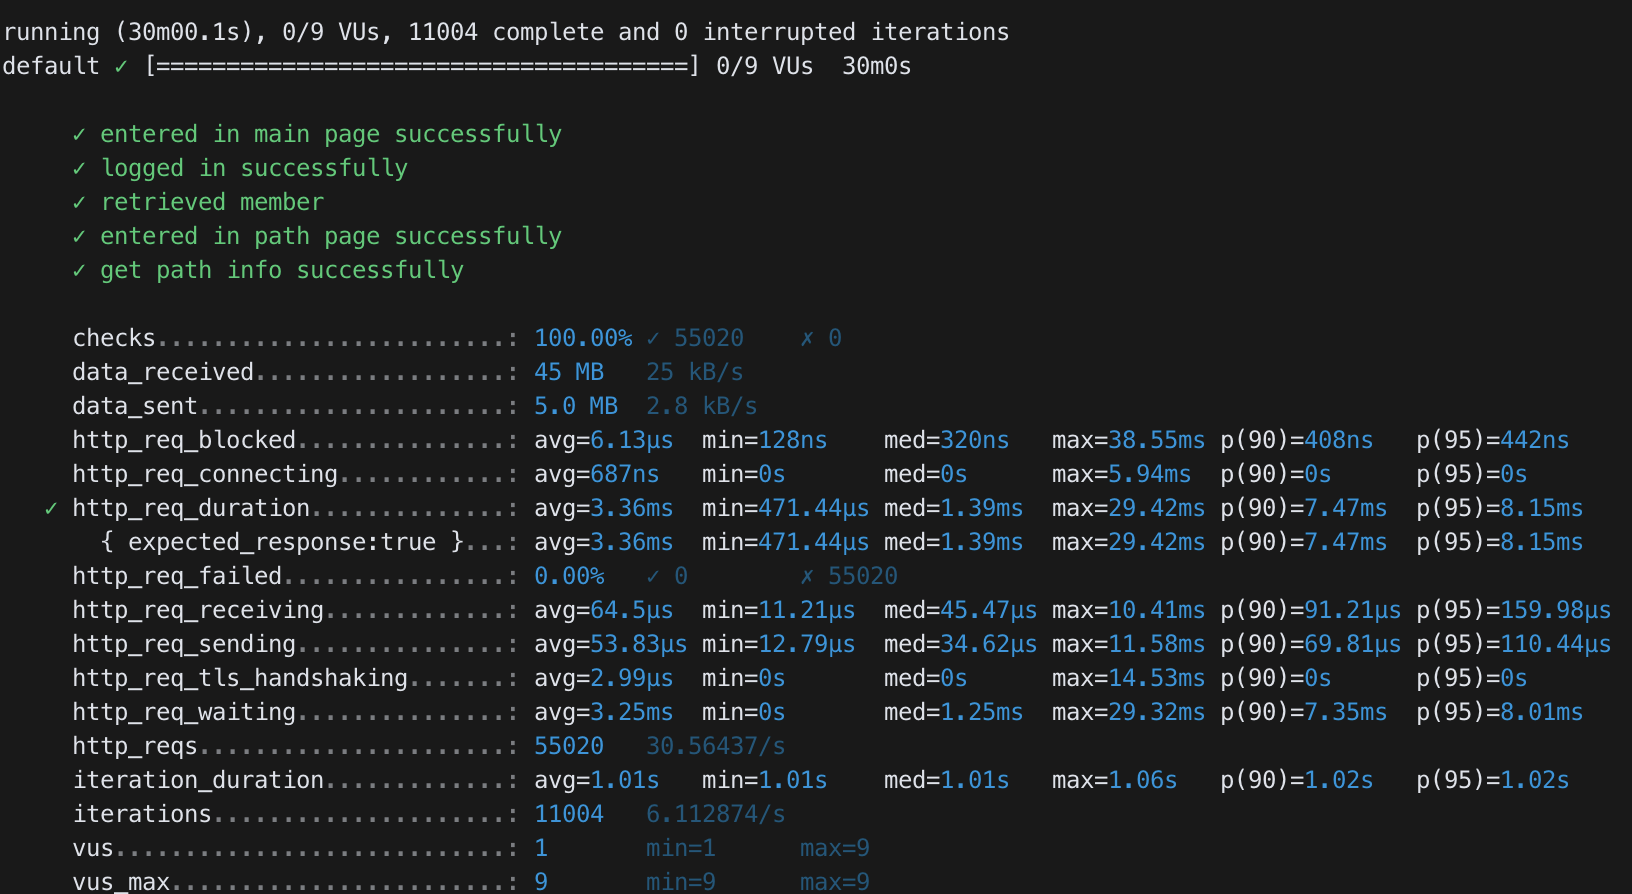 running (30m00.1s), 0/9 VUs, 11004 complete and 0 interrupted iterations
default ✓ [======================================] 0/9 VUs  30m0s
✓ entered in main page successfully
✓ logged in successfully
✓ retrieved member
✓ entered in path page successfully
✓ get path info successfully
checks.........................: 100.00% ✓ 55020    ✗ 0
data_received..................: 45 MB   25 kB/s
data_sent......................: 5.0 MB  2.8 kB/s
http_req_blocked...............: avg=6.13µs  min=128ns    med=320ns   max=38.55ms p(90)=408ns   p(95)=442ns
http_req_connecting............: avg=687ns   min=0s       med=0s      max=5.94ms  p(90)=0s      p(95)=0s
✓ http_req_duration..............: avg=3.36ms  min=471.44µs med=1.39ms  max=29.42ms p(90)=7.47ms  p(95)=8.15ms
{ expected_response:true }...: avg=3.36ms  min=471.44µs med=1.39ms  max=29.42ms p(90)=7.47ms  p(95)=8.15ms
http_req_failed................: 0.00%   ✓ 0        ✗ 55020
http_req_receiving.............: avg=64.5µs  min=11.21µs  med=45.47µs max=10.41ms p(90)=91.21µs p(95)=159.98µs
http_req_sending...............: avg=53.83µs min=12.79µs  med=34.62µs max=11.58ms p(90)=69.81µs p(95)=110.44µs
http_req_tls_handshaking.......: avg=2.99µs  min=0s       med=0s      max=14.53ms p(90)=0s      p(95)=0s
http_req_waiting...............: avg=3.25ms  min=0s       med=1.25ms  max=29.32ms p(90)=7.35ms  p(95)=8.01ms
http_reqs......................: 55020   30.56437/s
iteration_duration.............: avg=1.01s   min=1.01s    med=1.01s   max=1.06s   p(90)=1.02s   p(95)=1.02s
iterations.....................: 11004   6.112874/s
vus............................: 1       min=1      max=9
vus_max........................: 9       min=9      max=9